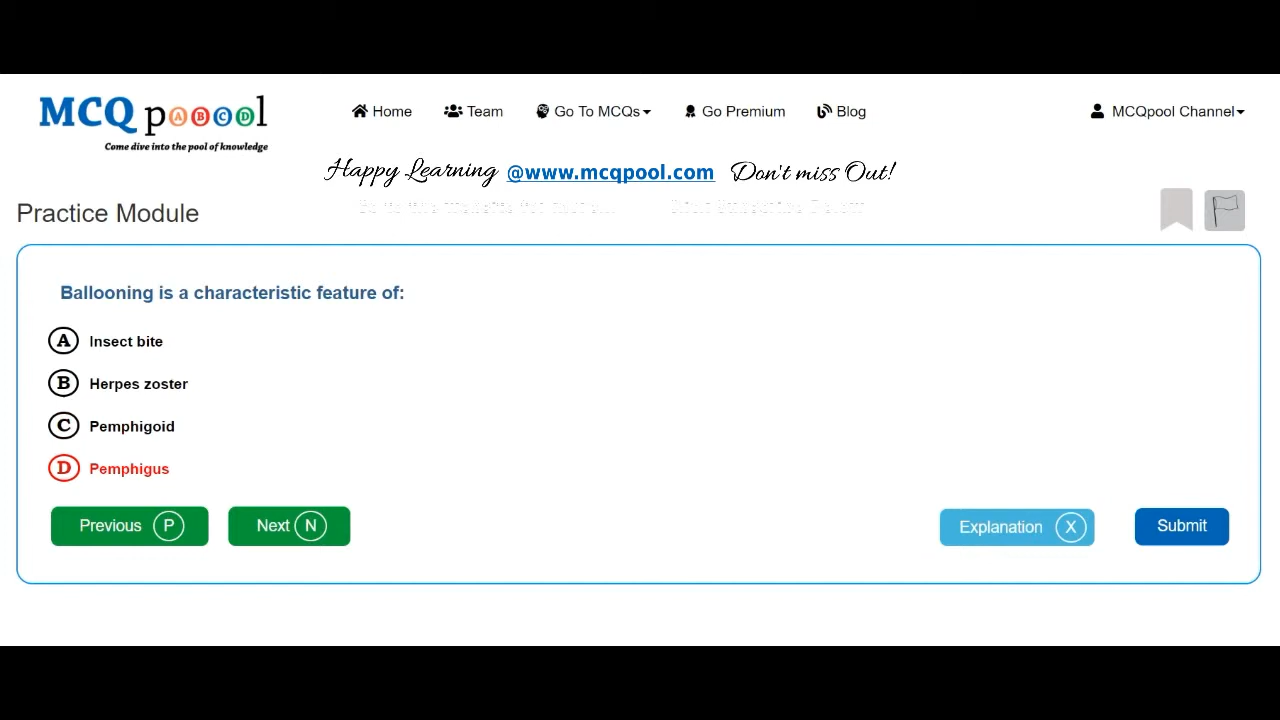 MCQ pABCDl
Come dive into the pool of knowledge
Home Team Go To MCQs Go Premium Blog MCQpool Channel
Happy Learning @www.mcqpool.com Don't miss Out!
Practice Module
Ballooning is a characteristic feature of:
A Insect bite
B Herpes zoster
C Pemphigoid
D Pemphigus
Previous P Next N Explanation X Submit